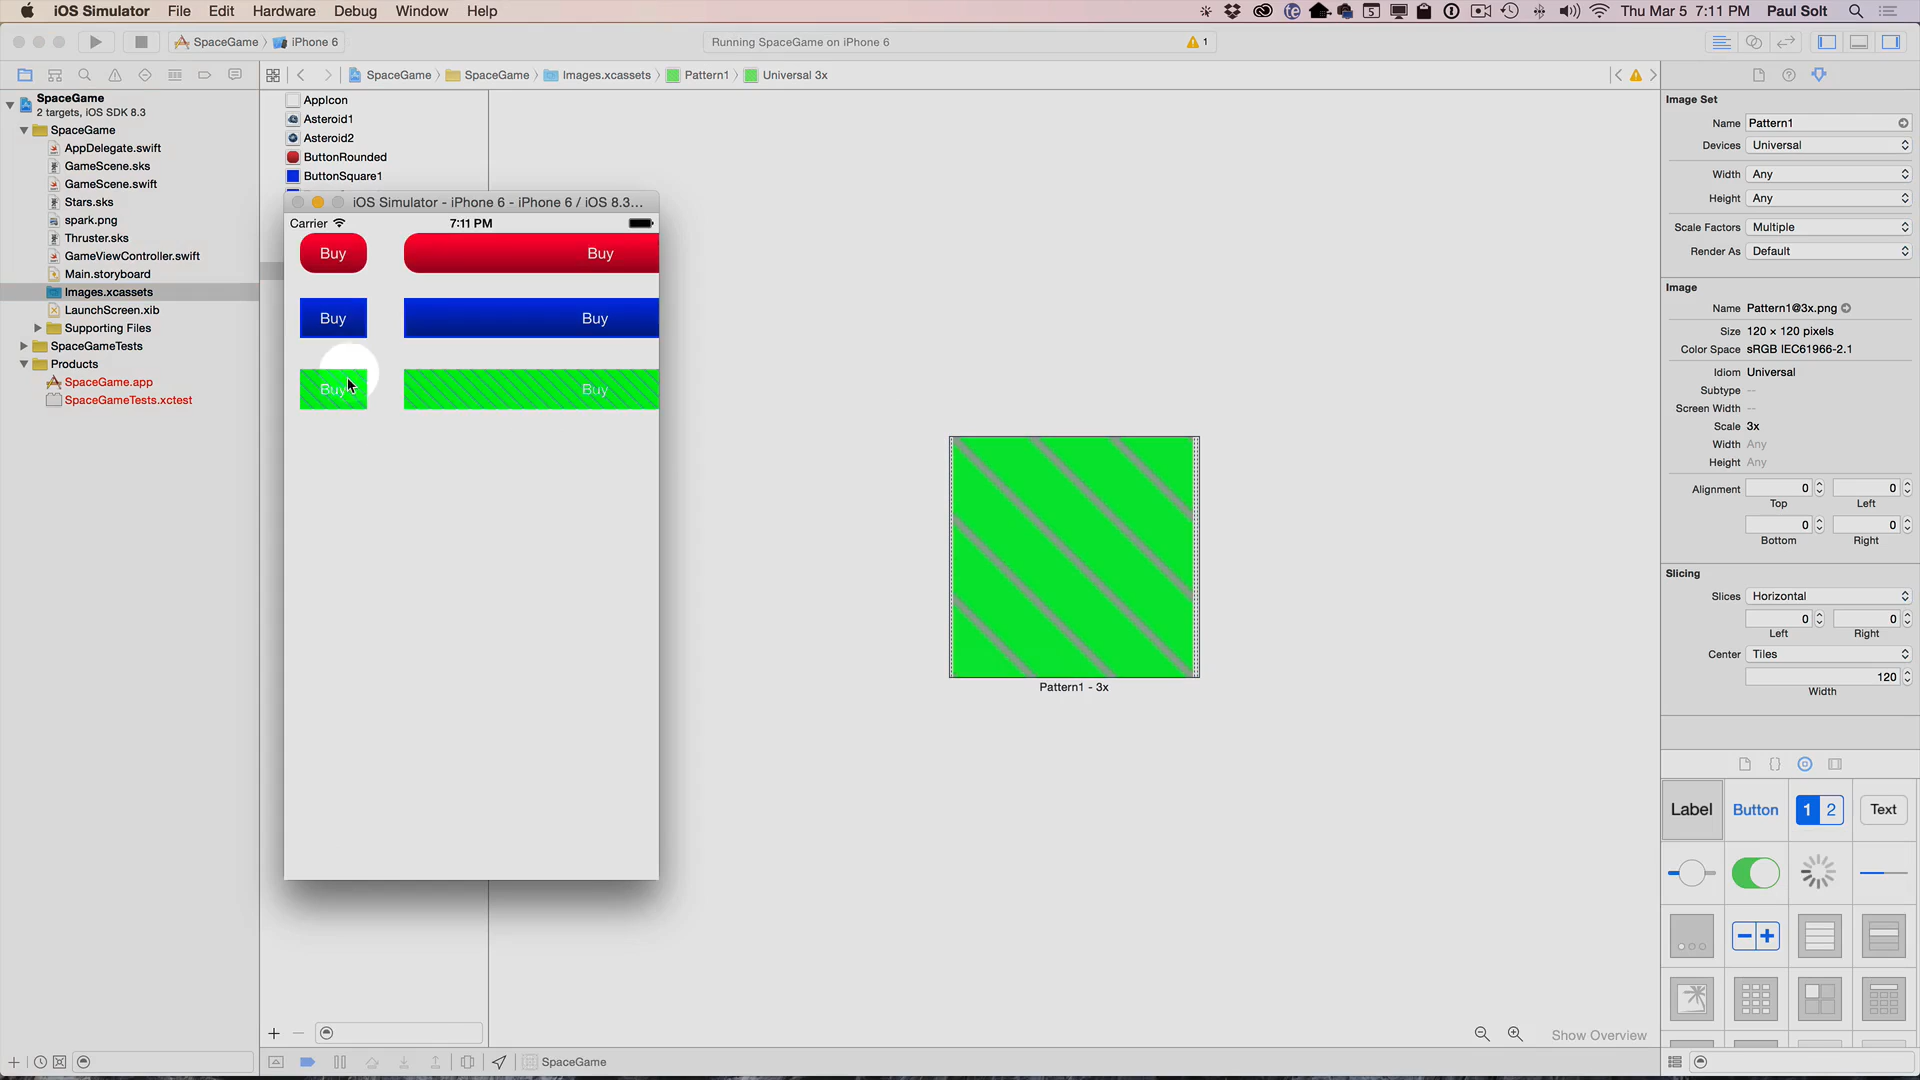 iOS Simulator File Edit Hardware Debug Window Help
Thu Mar 5 7:11 PM Paul Solt
SpaceGame iPhone 6
Running SpaceGame on iPhone 6
1
SpaceGame SpaceGame Images.xcassets Pattern1 Universal 3x
SpaceGame
2 targets, iOS SDK 8.3
SpaceGame
AppDelegate.swift
GameScene.sks
GameScene.swift
Stars.sks
spark.png
Thruster.sks
GameViewController.swift
Main.storyboard
Images.xcassets
LaunchScreen.xib
Supporting Files
SpaceGameTests
Products
SpaceGame.app
SpaceGameTests.xctest
AppIcon
Asteroid1
Asteroid2
ButtonRounded
ButtonSquare1
iOS Simulator - iPhone 6 - iPhone 6 / iOS 8.3...
Carrier 7:11 PM
Buy Buy
Buy Buy
Buy Buy
Pattern1 - 3x
Show Overview
SpaceGame
Image Set
Name Pattern1
Devices Universal
Width Any
Height Any
Scale Factors Multiple
Render As Default
Image
Name Pattern1@3x.png
Size 120 × 120 pixels
Color Space sRGB IEC61966-2.1
Idiom Universal
Subtype --
Screen Width --
Scale 3x
Width Any
Height Any
Alignment 0 0
Top Left
0 0
Bottom Right
Slicing
Slices Horizontal
0 0
Left Right
Center Tiles
120
Width
Label Button 1 2 Text